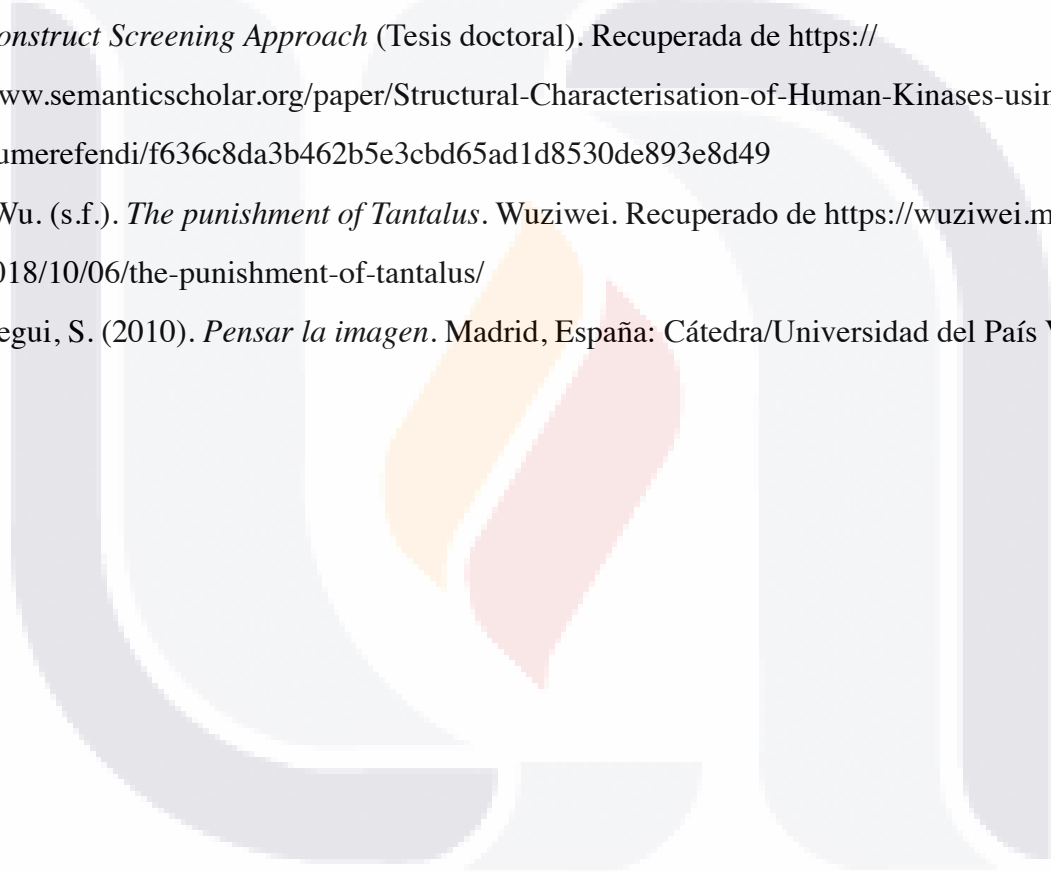 onstruct Screening Approach (Tesis doctoral). Recuperada de https://
ww.semanticscholar.org/paper/Structural-Characterisation-of-Human-Kinases-usin
umerefendi/f636c8da3b462b5e3cbd65ad1d8530de893e8d49
Wu. (s.f.). The punishment of Tantalus. Wuziwei. Recuperado de https://wuziwei.m
018/10/06/the-punishment-of-tantalus/
egui, S. (2010). Pensar la imagen. Madrid, España: Cátedra/Universidad del País V